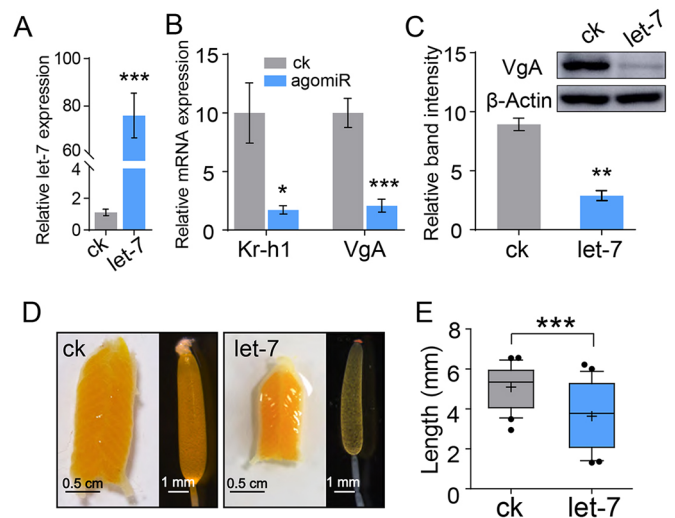 A
Relative let-7 expression
100
80
60
4
2
0
***
ck
let-7
B
Relative mRNA expression
15
10
5
0
ck
agomiR
*
***
Kr-h1
VgA
C
Relative band intensity
15
10
5
0
ck
let-7
VgA
β-Actin
**
ck
let-7
D
ck
0.5 cm
1 mm
let-7
0.5 cm
1 mm
E
Length (mm)
8
6
4
2
0
***
ck
let-7